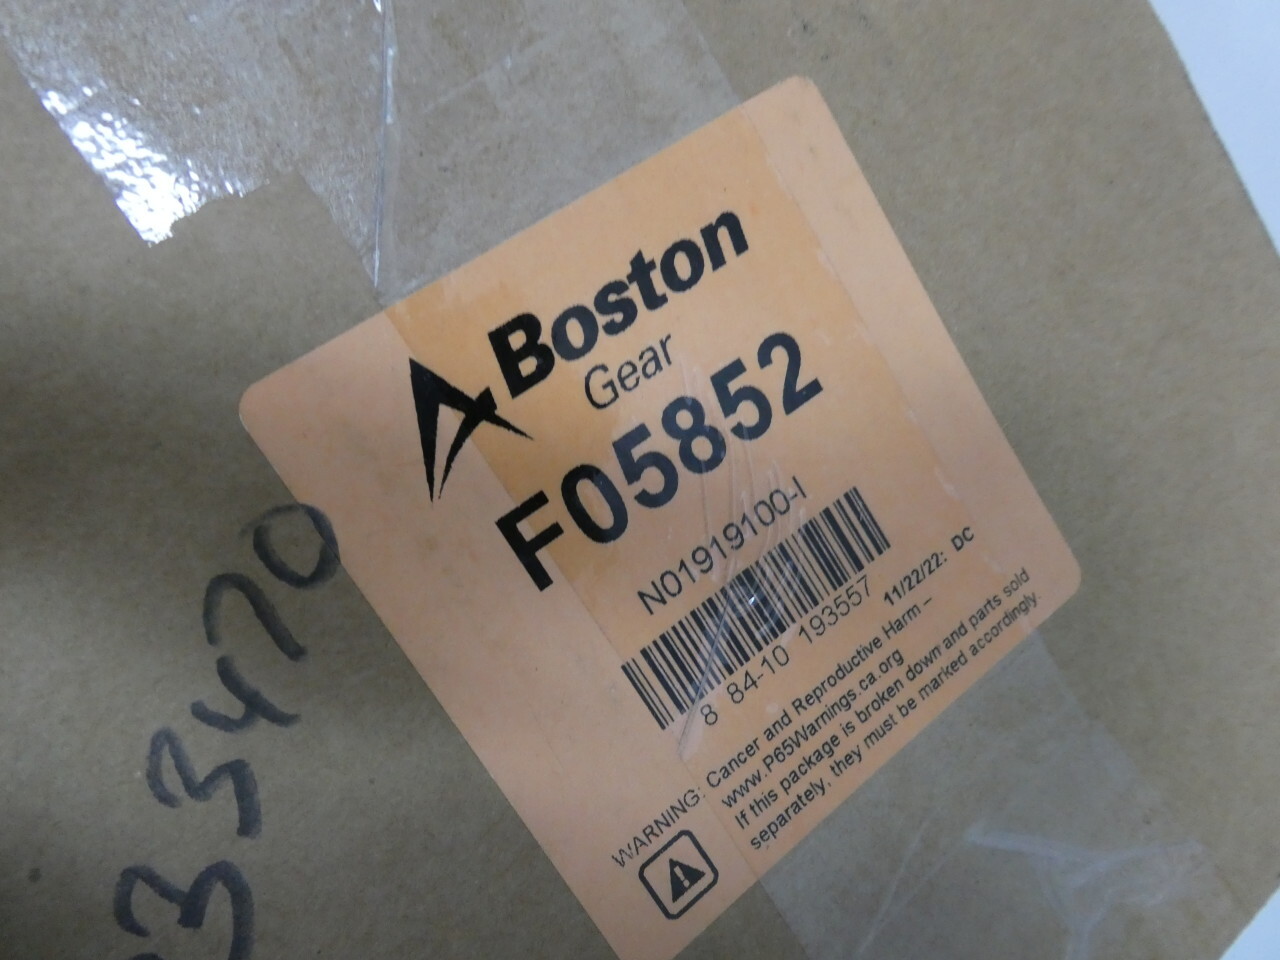 Boston
Gear
F05852
N01919100-I
8 84-10 193557
11/22/22: DC
WARNING: Cancer and Reproductive Harm –
www.P65Warnings.ca.org
If this package is broken down and parts sold
separately, they must be marked accordingly.
33470